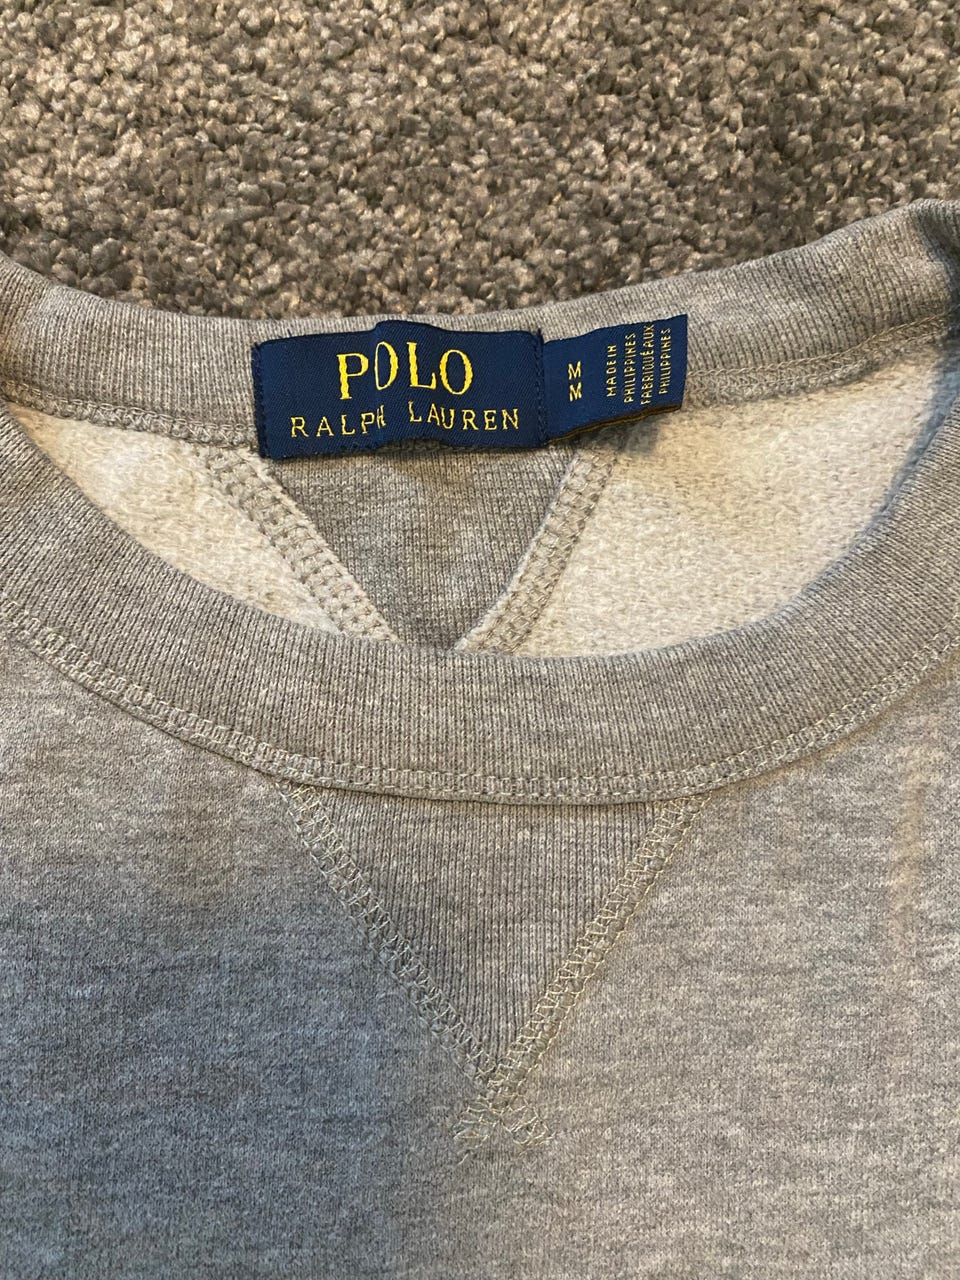 POLO
RALPH LAUREN
M
M
MADE IN
PHILIPPINES
FABRIQUÉ AUX
PHILIPPINES